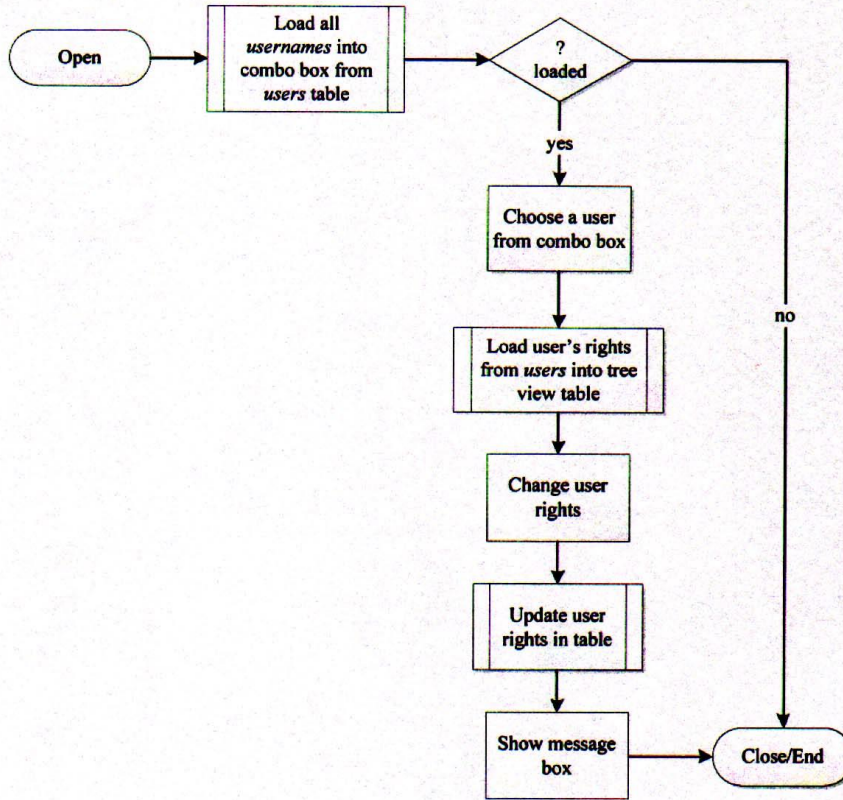 Open
Load all
usernames into
combo box from
users table
?
loaded
yes
Choose a user
from combo box
no
Load user's rights
from users into tree
view table
Change user
rights
Update user
rights in table
Show message
box
Close/End